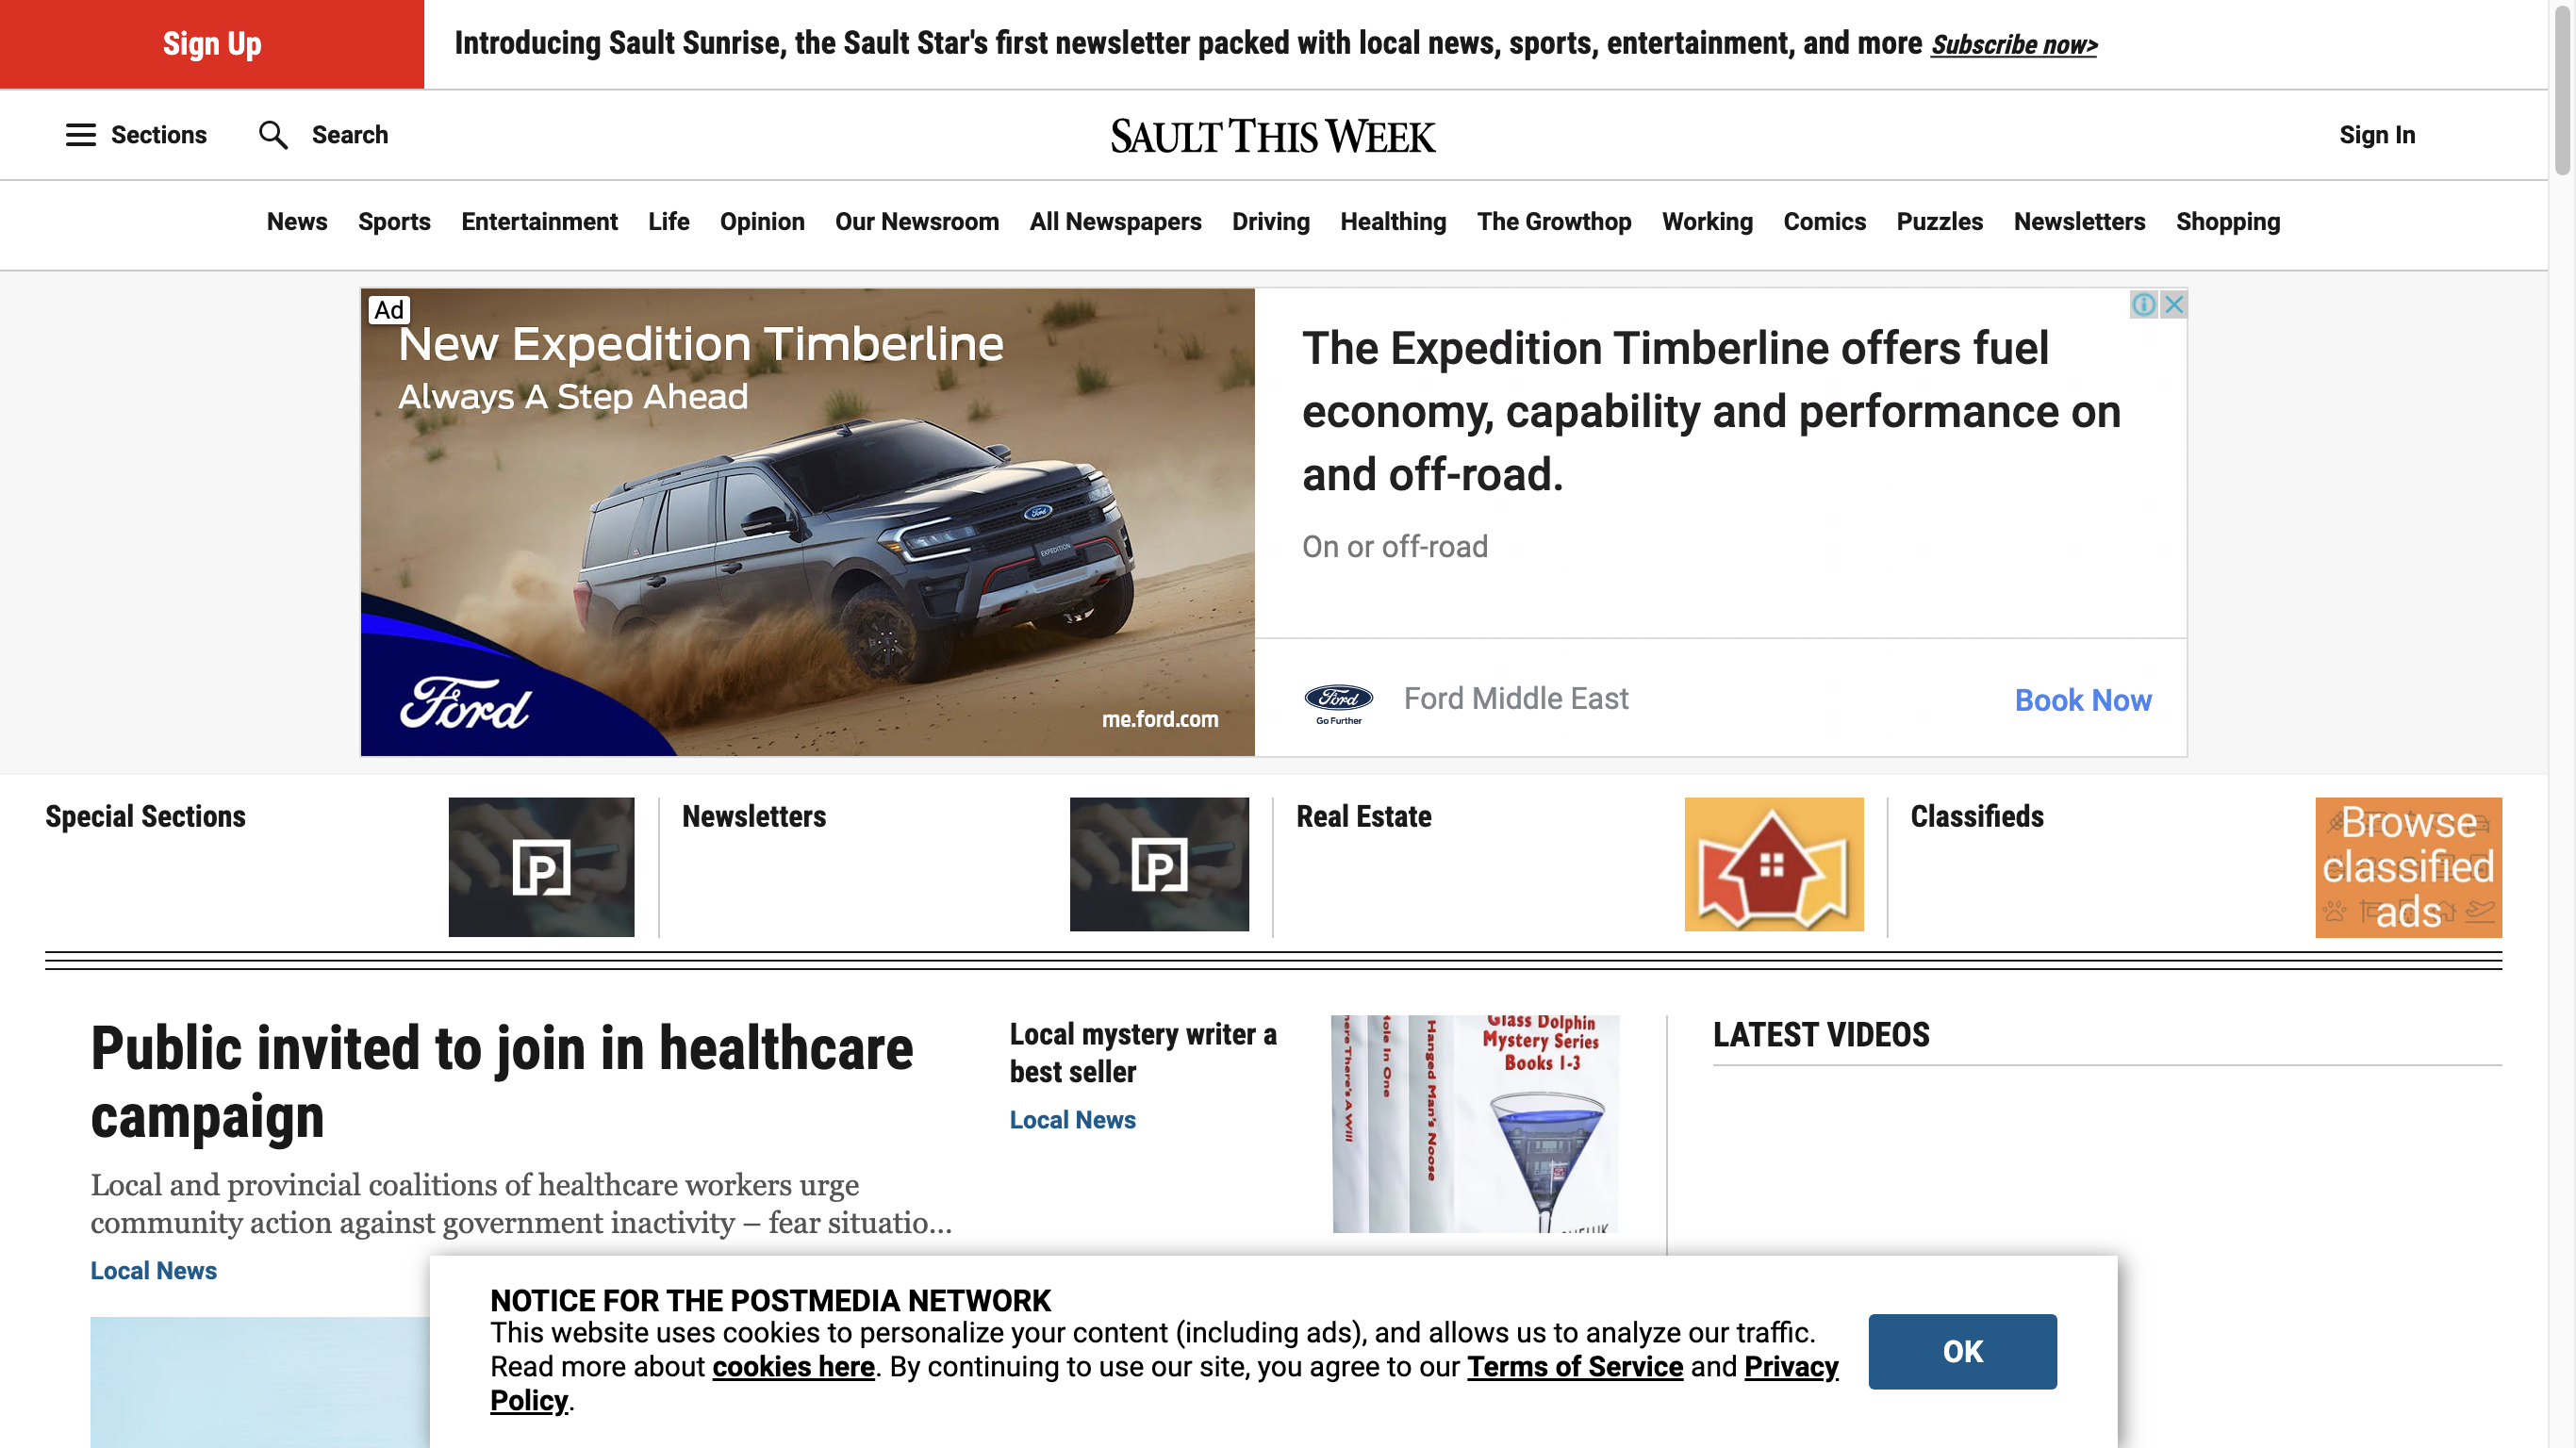 Sign Up
Introducing Sault Sunrise, the Sault Star's first newsletter packed with local news, sports, entertainment, and more Subscribe now>
Sections
Search
SAULT THIS WEEK
Sign In
News Sports Entertainment Life Opinion Our Newsroom All Newspapers Driving Healthing The Growthop Working Comics Puzzles Newsletters Shopping
Ad
New Expedition Timberline
Always A Step Ahead
Ford
EXPEDITION
Ford
me.ford.com
The Expedition Timberline offers fuel
economy, capability and performance on
and off-road.
On or off-road
Ford
Go Further
Ford Middle East
Book Now
Special Sections
P
Newsletters
P
Real Estate
Classifieds
Browse
classified
ads
Public invited to join in healthcare
campaign
Local and provincial coalitions of healthcare workers urge
community action against government inactivity – fear situatio...
Local News
Local mystery writer a
best seller
Local News
There's A Will
Hole In One
Hanged Man's Noose
Glass Dolphin
Mystery Series
Books 1-3
LATEST VIDEOS
NOTICE FOR THE POSTMEDIA NETWORK
This website uses cookies to personalize your content (including ads), and allows us to analyze our traffic.
Read more about cookies here. By continuing to use our site, you agree to our Terms of Service and Privacy
Policy.
OK